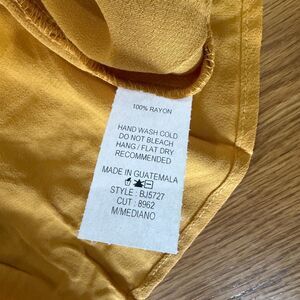 100% RAYON
HAND WASH COLD
DO NOT BLEACH
HANG / FLAT DRY
RECOMMENDED
MADE IN GUATEMALA
STYLE : BJ5727
CUT : 8962
M/MEDIANO